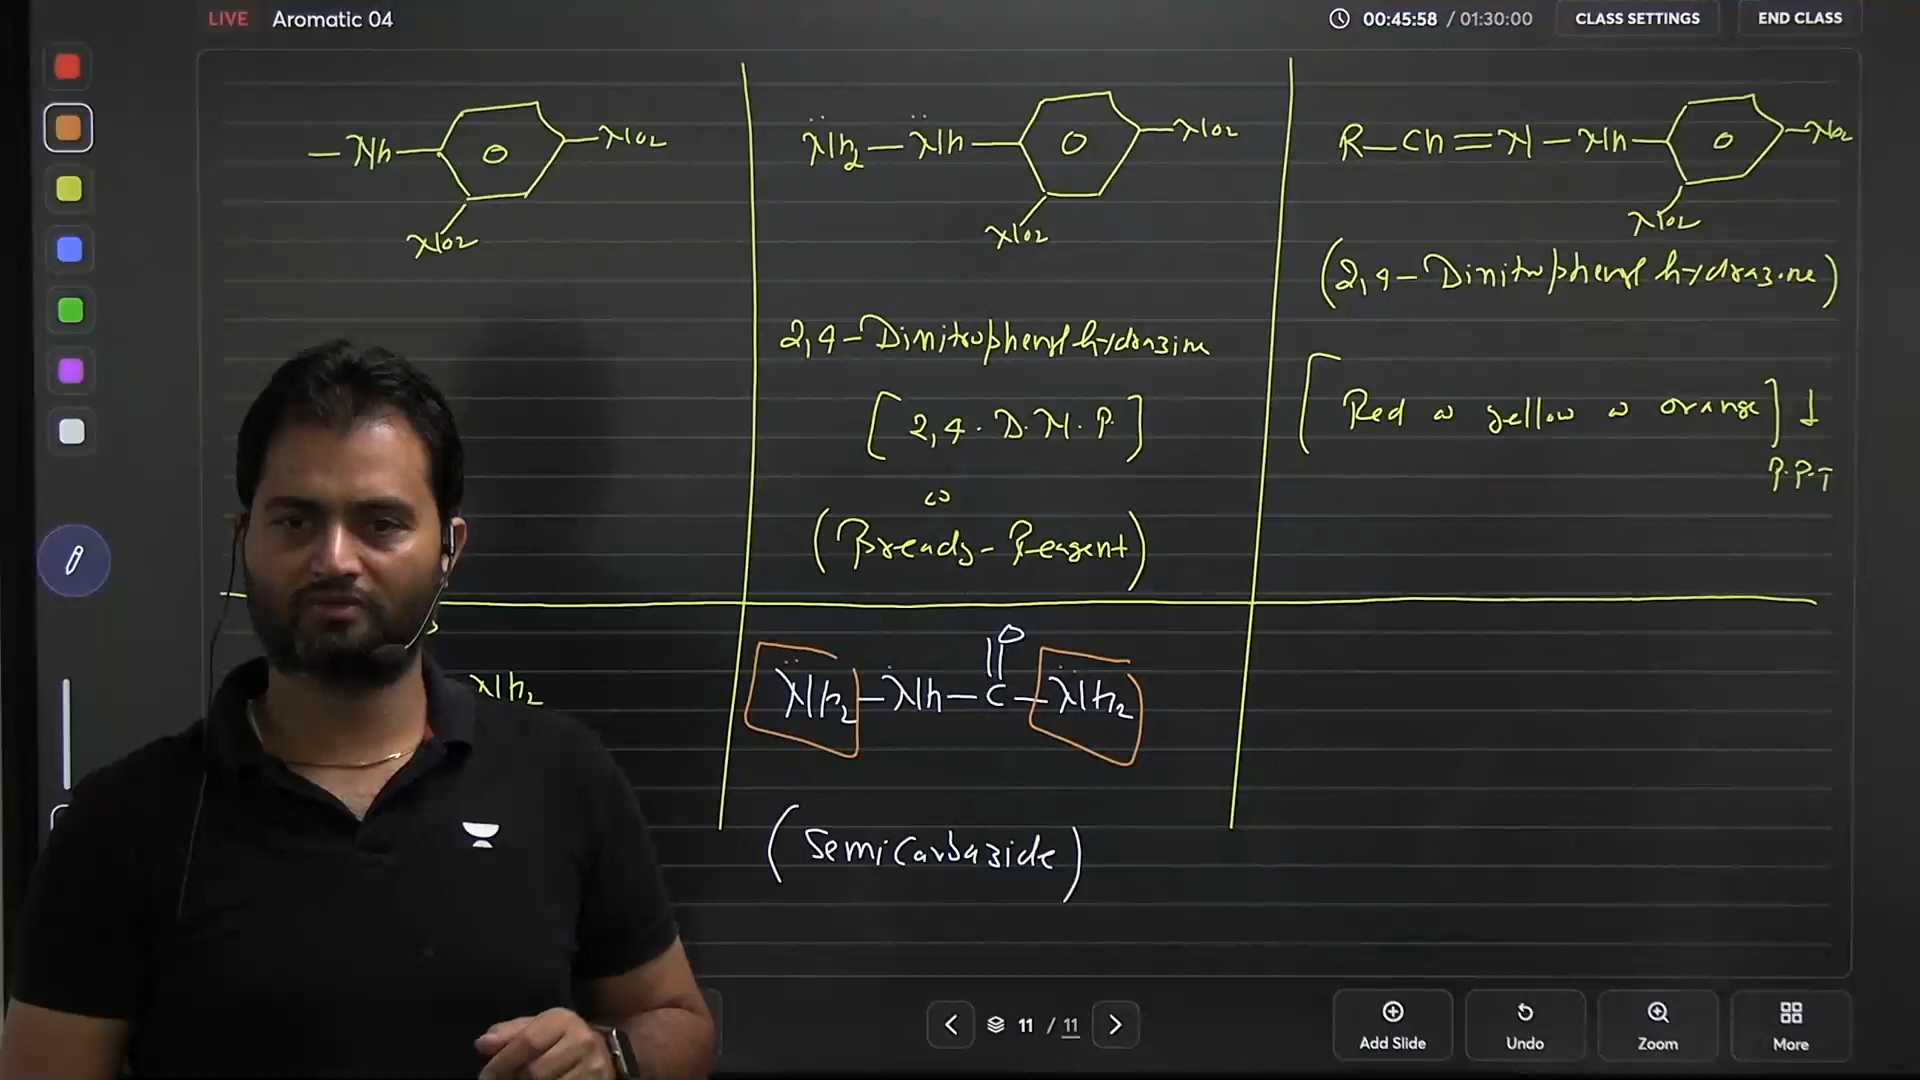 LIVE Aromatic 04
00:45:58 / 01:30:00 CLASS SETTINGS END CLASS
— Nh — NO2
NO2
NH2 — Nh — NO2
NO2
R — Ch = N — Nh — NO2
NO2
(2,4-Dinitrophenyl hydrazine)
2,4-Dinitrophenyl hydrazine
[2,4. D.N.P.]
or
(Bready-Reagent)
[Red or yellow or orange] ↓
P.P.T
NH2
O
NH2 — Nh — C — NH2
(Semicarbazide)
11 / 11
Add Slide Undo Zoom More